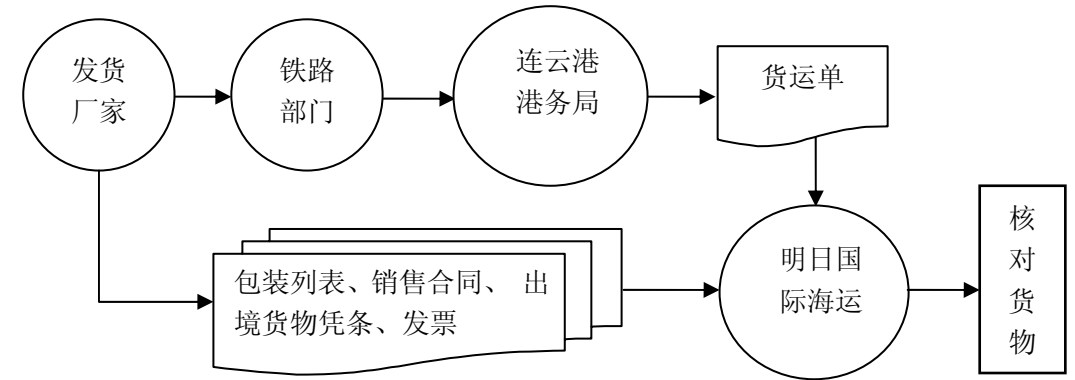 发货
厂家
铁路
部门
连云港
港务局
货运单
包装列表、销售合同、 出
境货物凭条、发票
明日国
际海运
核
对
货
物